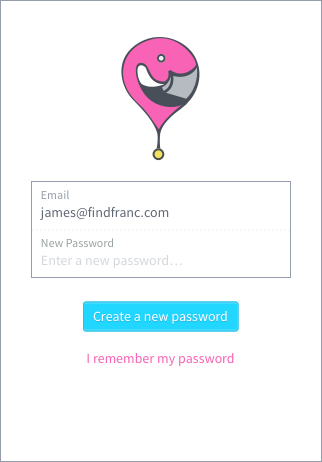 Email
james@findfranc.com
New Password
Enter a new password...
Create a new password
I remember my password